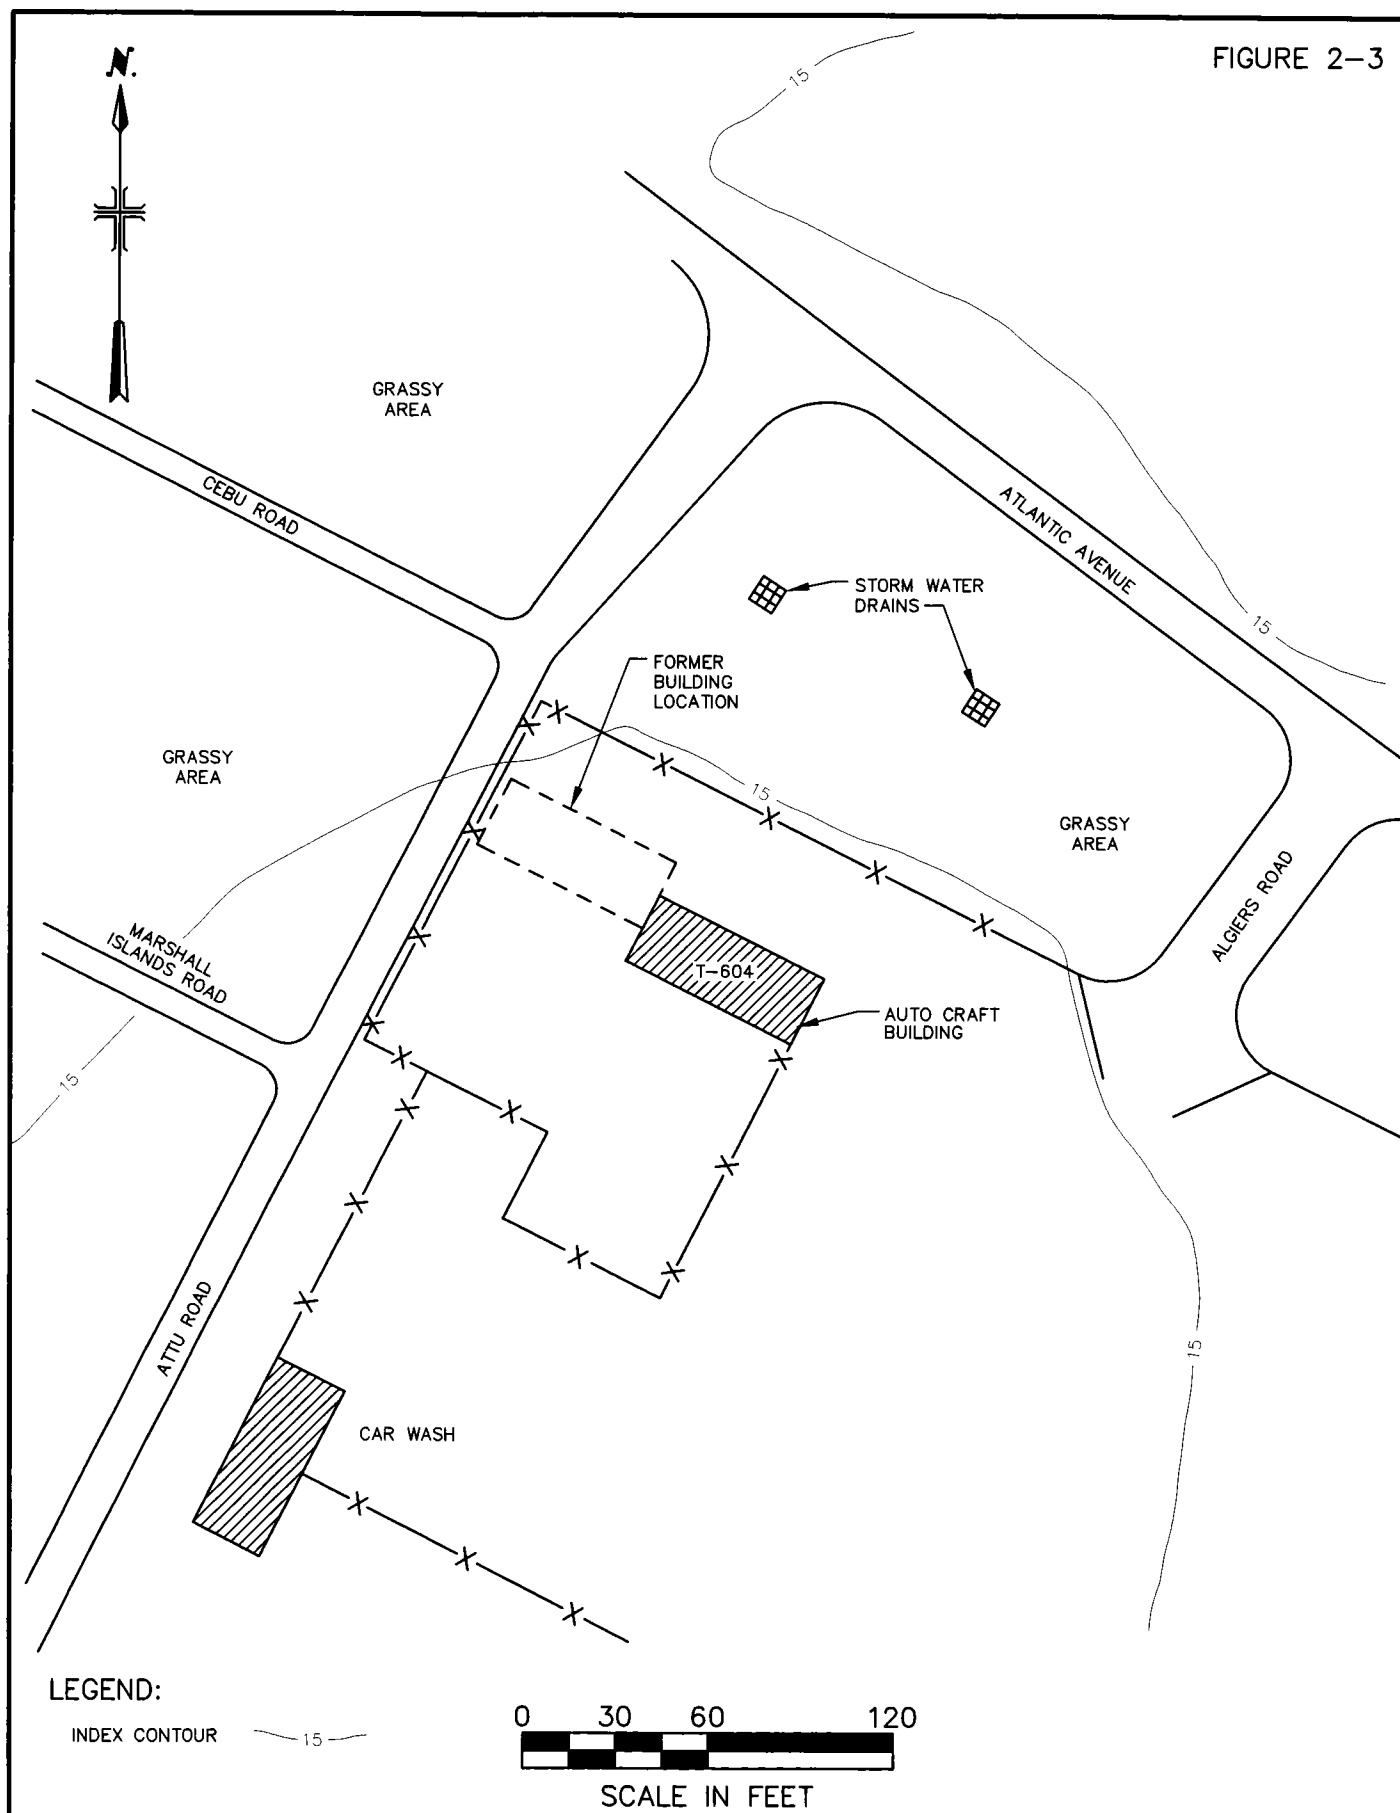 FIGURE 2-3
N.
15
GRASSY
AREA
CEBU ROAD
ATLANTIC AVENUE
STORM WATER
DRAINS
15
FORMER
BUILDING
LOCATION
GRASSY
AREA
15
GRASSY
AREA
ALGIERS ROAD
MARSHALL
ISLANDS ROAD
T-604
AUTO CRAFT
BUILDING
15
ATTU ROAD
15
CAR WASH
LEGEND:
INDEX CONTOUR
15
0 30 60 120
SCALE IN FEET